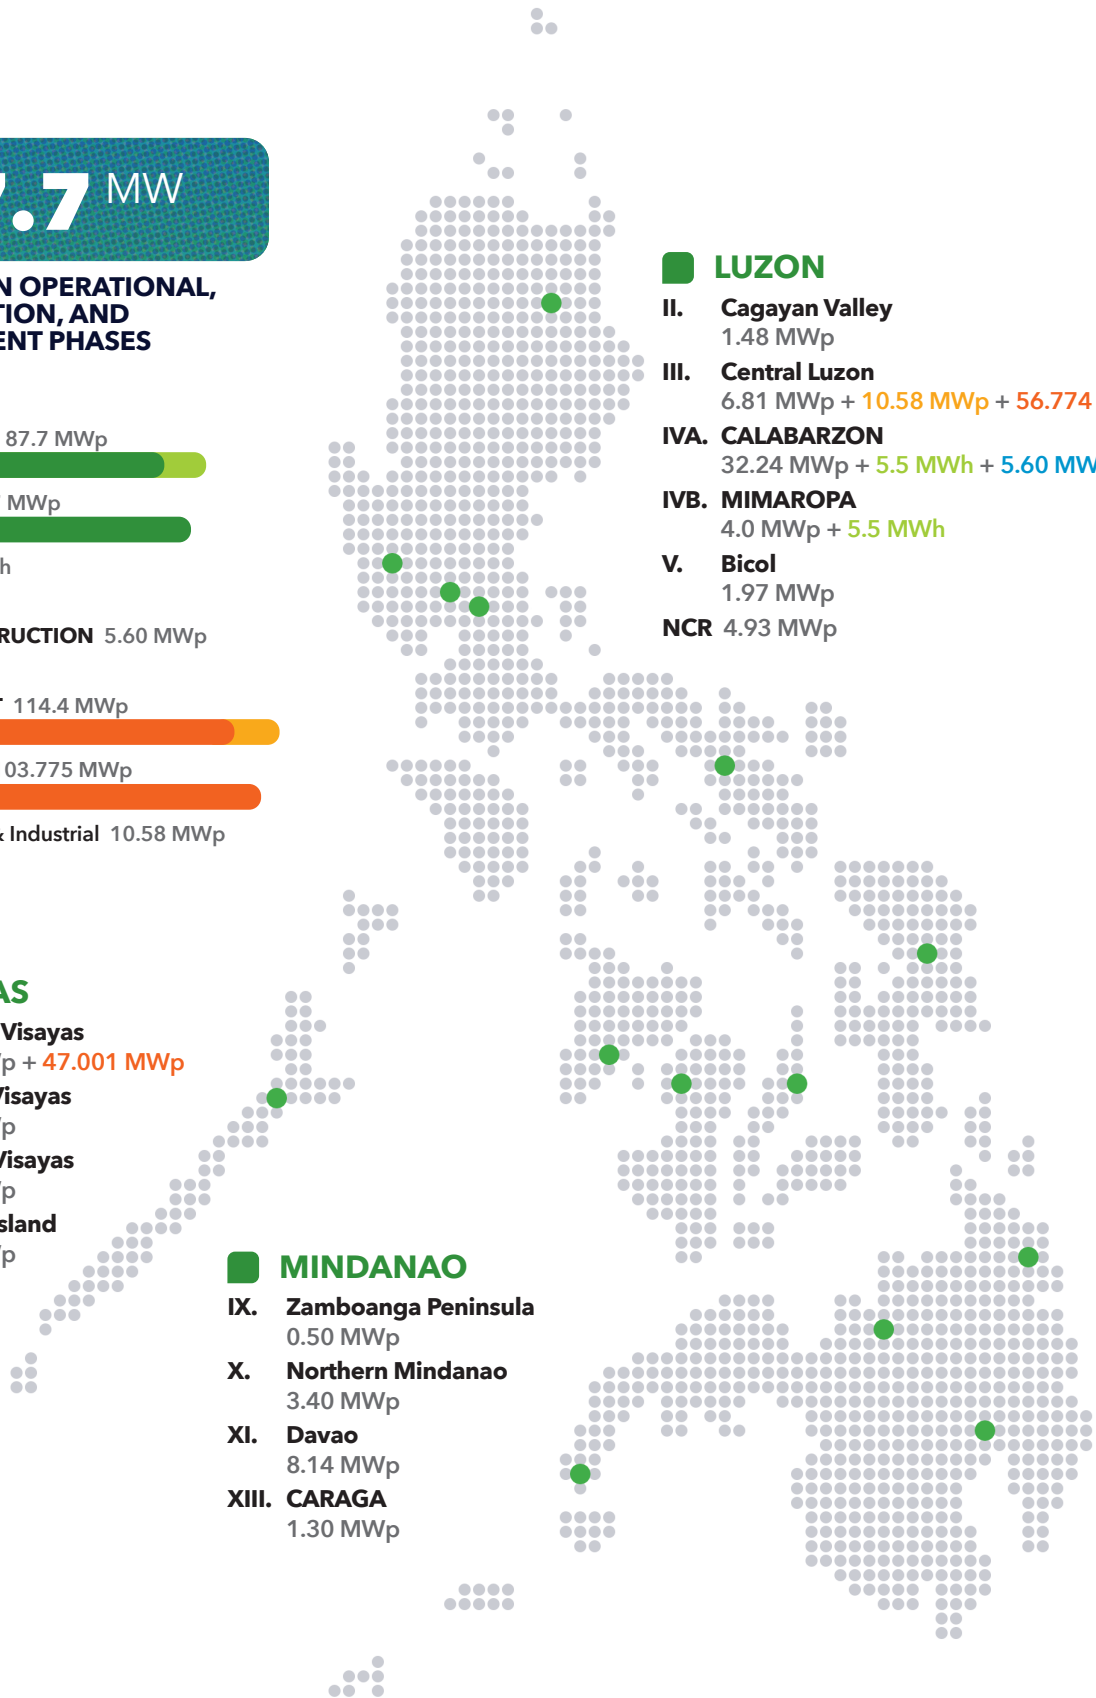 .7 MW
OPERATIONAL,
AND
PHASES
87.7 MWp
MWp
5.60 MWp
114.4 MWp
03.775 MWp
& Industrial 10.58 MWp
Visayas
+ 47.001 MWp
Visayas
Visayas
LUZON
II. Cagayan Valley
1.48 MWp
III. Central Luzon
6.81 MWp + 10.58 MWp + 56.774
IVA. CALABARZON
32.24 MWp + 5.5 MWh + 5.60 MW
IVB. MIMAROPA
4.0 MWp + 5.5 MWh
V. Bicol
1.97 MWp
NCR 4.93 MWp
MINDANAO
IX. Zamboanga Peninsula
0.50 MWp
X. Northern Mindanao
3.40 MWp
XI. Davao
8.14 MWp
XIII. CARAGA
1.30 MWp